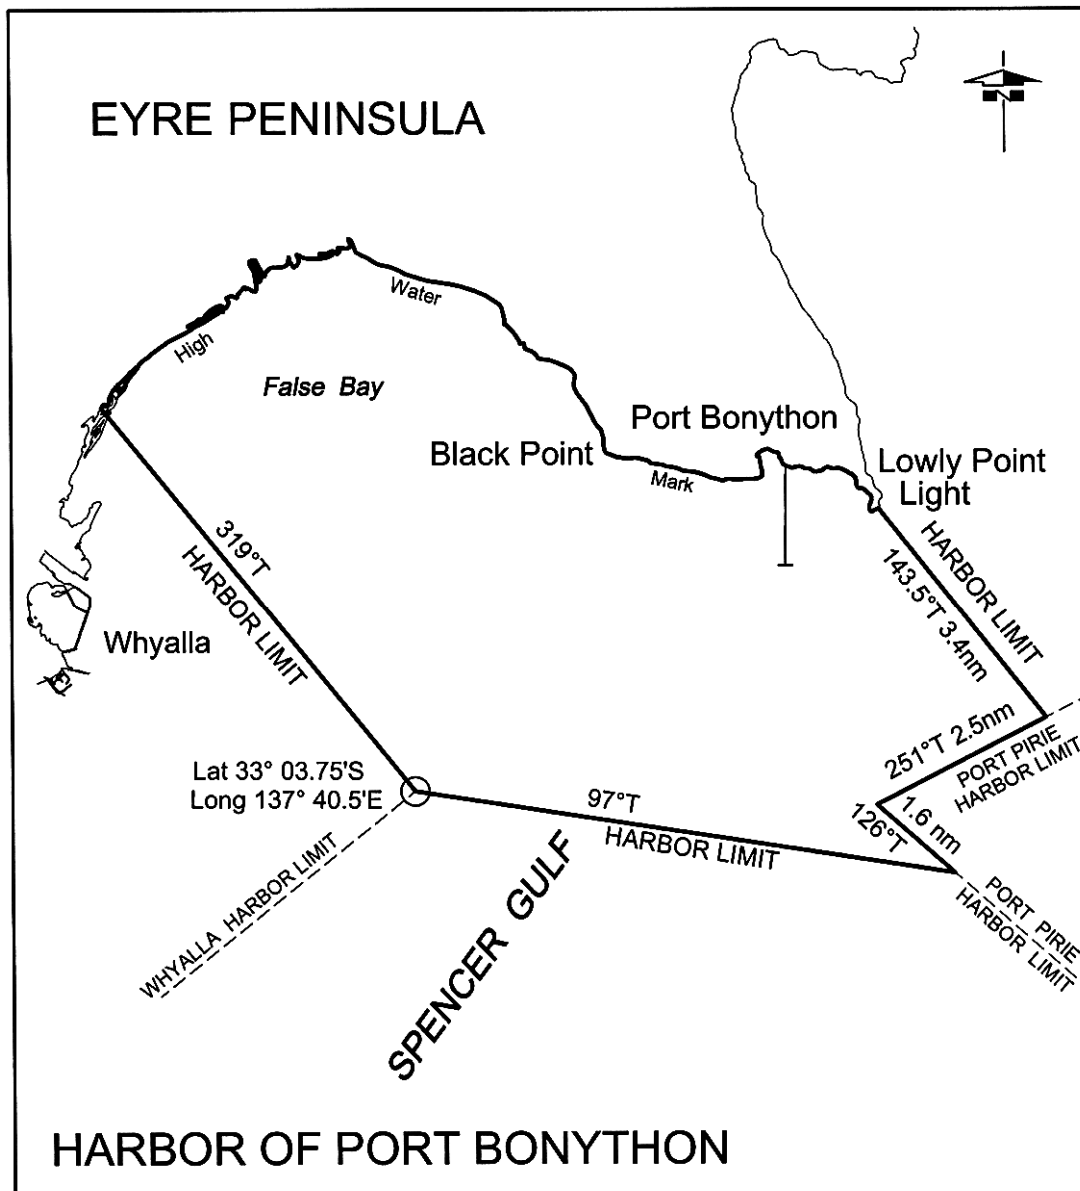 EYRE PENINSULA
N
Water
High
False Bay
Port Bonython
Black Point
Mark
Lowly Point
Light
319°T
HARBOR LIMIT
HARBOR LIMIT
143.5°T 3.4nm
Whyalla
251°T 2.5nm
PORT PIRIE
HARBOR LIMIT
Lat 33° 03.75'S
Long 137° 40.5'E
97°T
HARBOR LIMIT
1.6 nm
126°T
WHYALLA HARBOR LIMIT
SPENCER GULF
PORT PIRIE
HARBOR LIMIT
HARBOR OF PORT BONYTHON